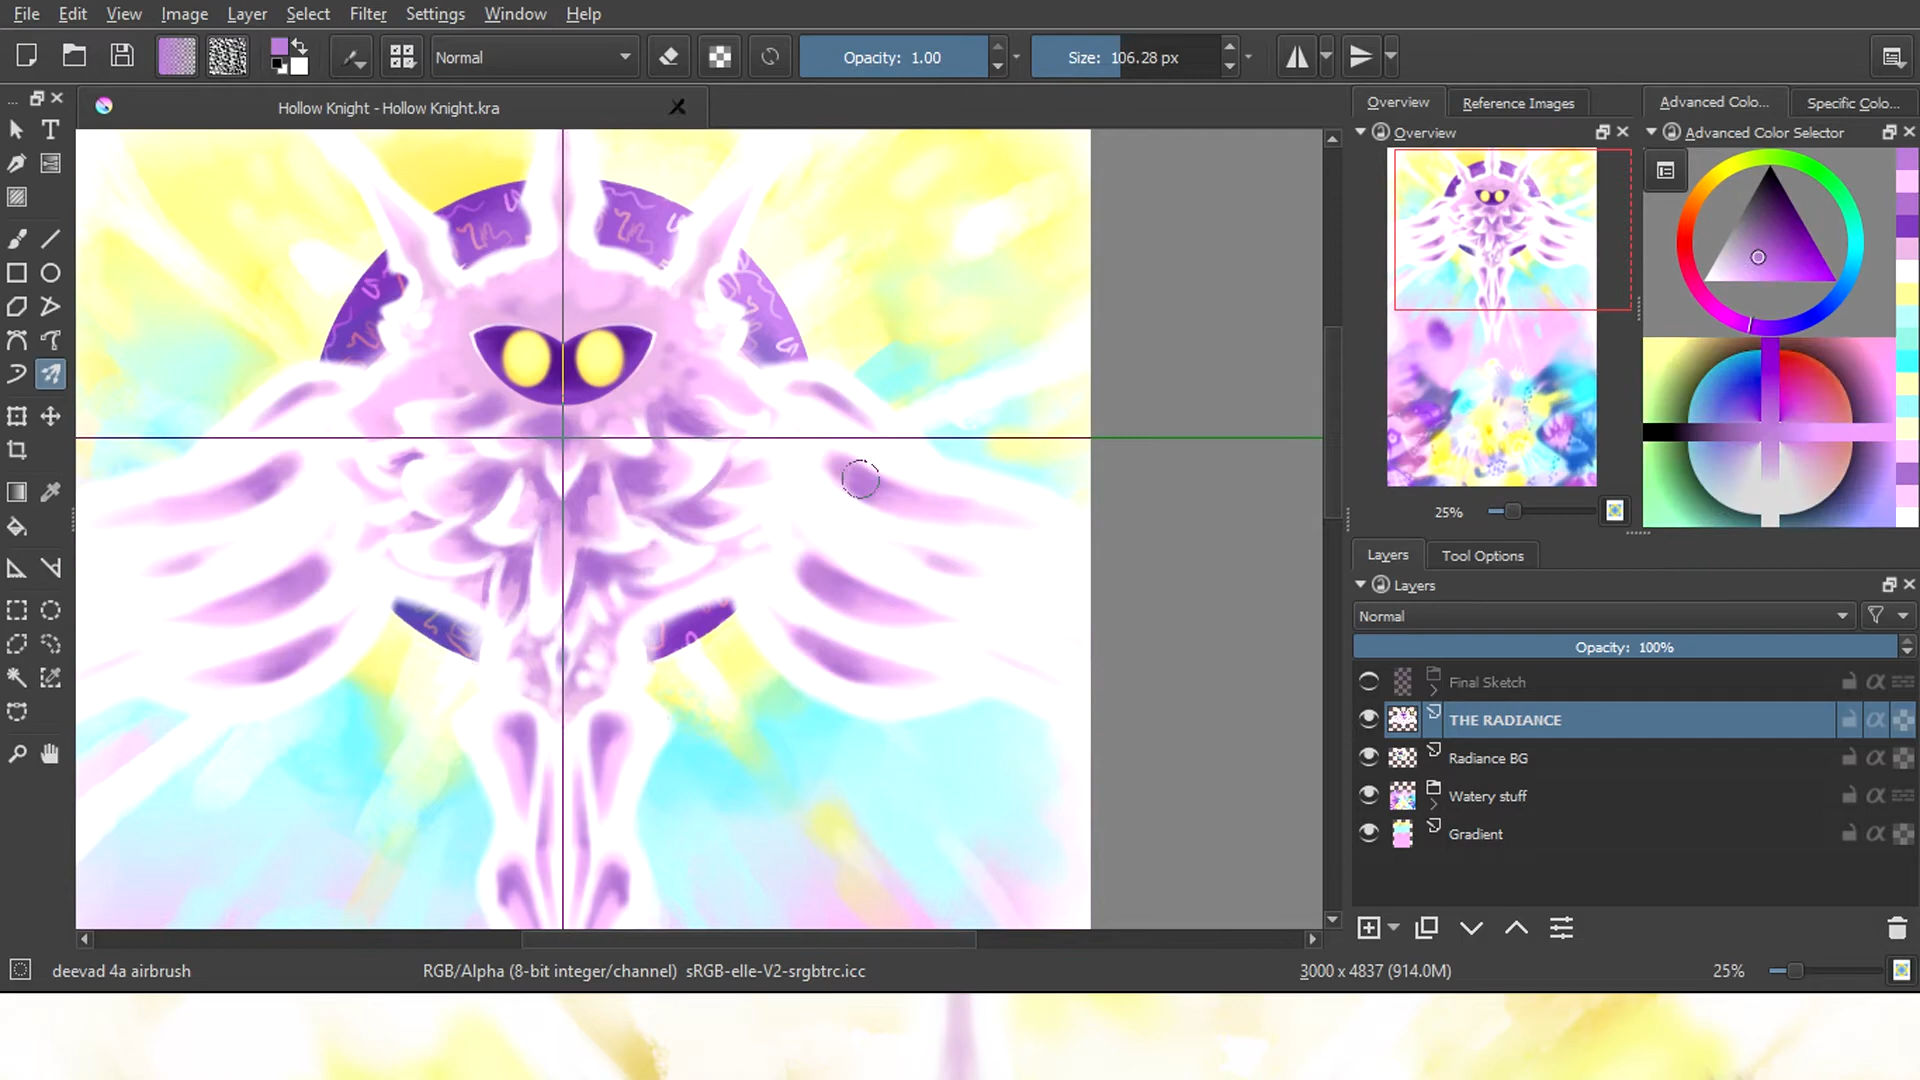 File Edit View Image Layer Select Filter Settings Window Help
Normal Opacity: 1.00 Size: 106.28 px
... Hollow Knight - Hollow Knight.kra
Overview Reference Images Advanced Colo... Specific Colo...
Overview Advanced Color Selector
25%
Layers Tool Options
Layers
Normal
Opacity: 100%
Final Sketch
THE RADIANCE
Radiance BG
Watery stuff
Gradient
deevad 4a airbrush RGB/Alpha (8-bit integer/channel) sRGB-elle-V2-srgbtrc.icc 3000 x 4837 (914.0M) 25%